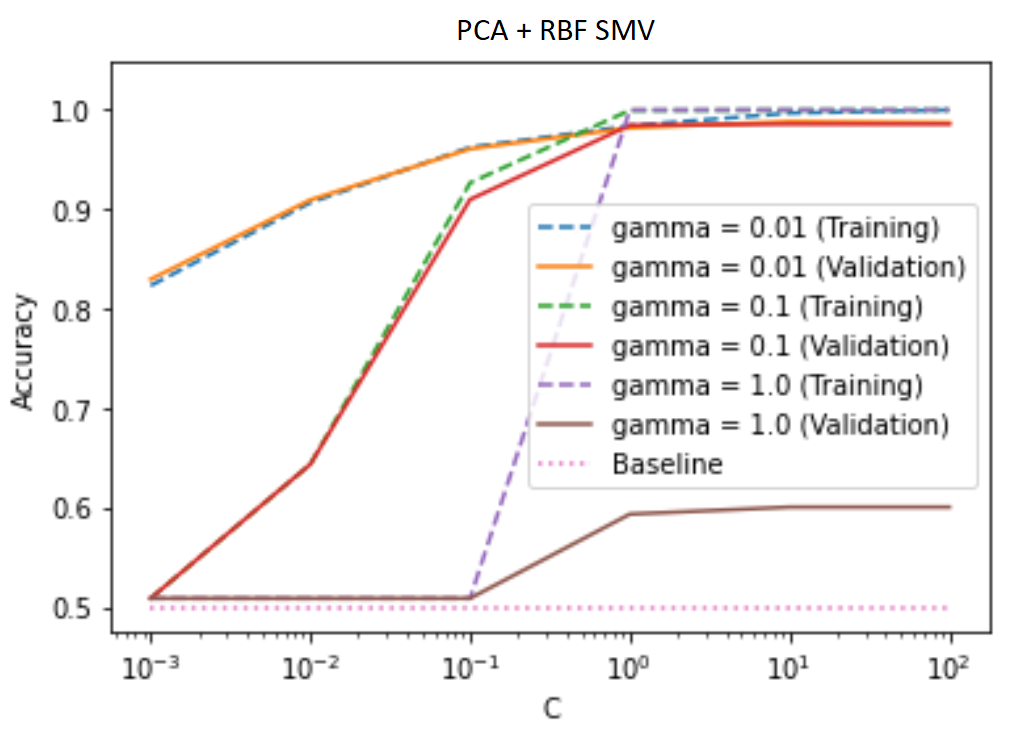 PCA + RBF SMV
1.0
0.9
0.8
0.7
0.6
0.5
Accuracy
gamma = 0.01 (Training)
gamma = 0.01 (Validation)
gamma = 0.1 (Training)
gamma = 0.1 (Validation)
gamma = 1.0 (Training)
gamma = 1.0 (Validation)
Baseline
10⁻³ 10⁻² 10⁻¹ 10⁰ 10¹ 10²
C